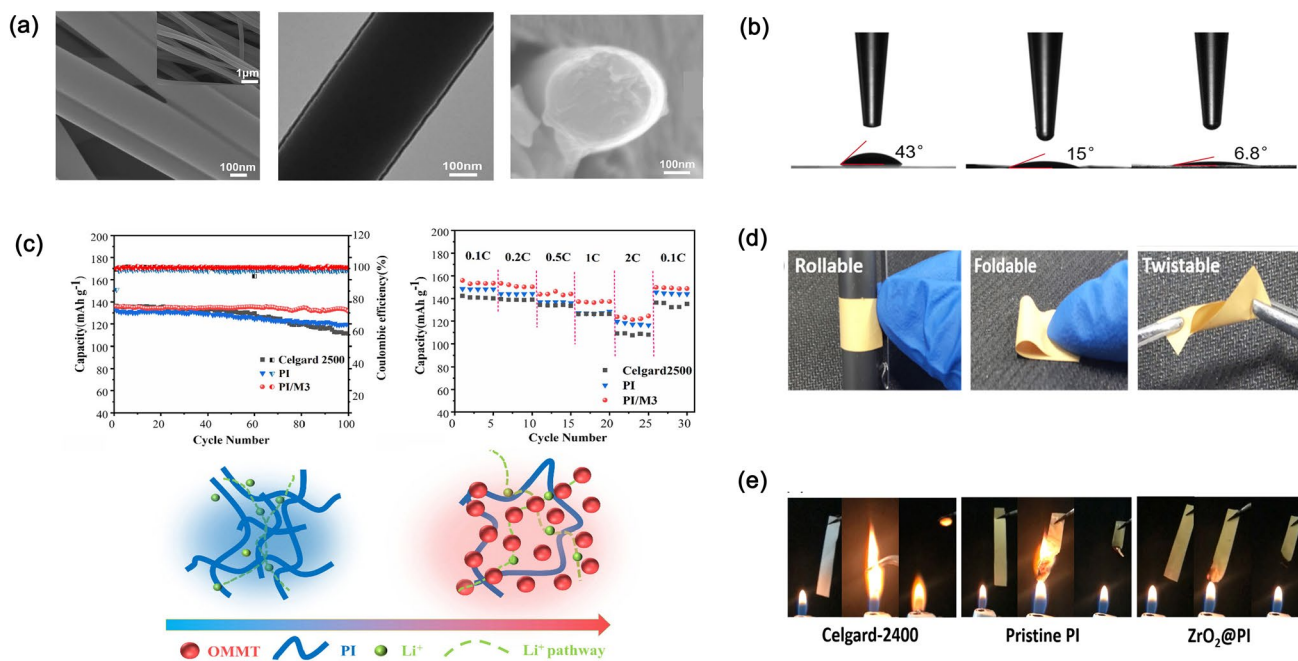 (a)
1μm
100nm
100nm
100nm
(b)
43°
15°
6.8°
(c)
200
180
160
140
120
100
80
60
40
Capacity(mAh g⁻¹)
120
100
80
60
40
20
0
Coulombic efficiency(%)
Celgard 2500
PI
PI/M3
0 20 40 60 80 100
Cycle Number
200
180
160
140
120
100
80
60
40
Capacity(mAh g⁻¹)
0.1C 0.2C 0.5C 1C 2C 0.1C
Celgard2500
PI
PI/M3
0 5 10 15 20 25 30
Cycle Number
OMMT PI Li⁺ Li⁺ pathway
(d)
Rollable
Foldable
Twistable
(e)
Celgard-2400
Pristine PI
ZrO₂@PI